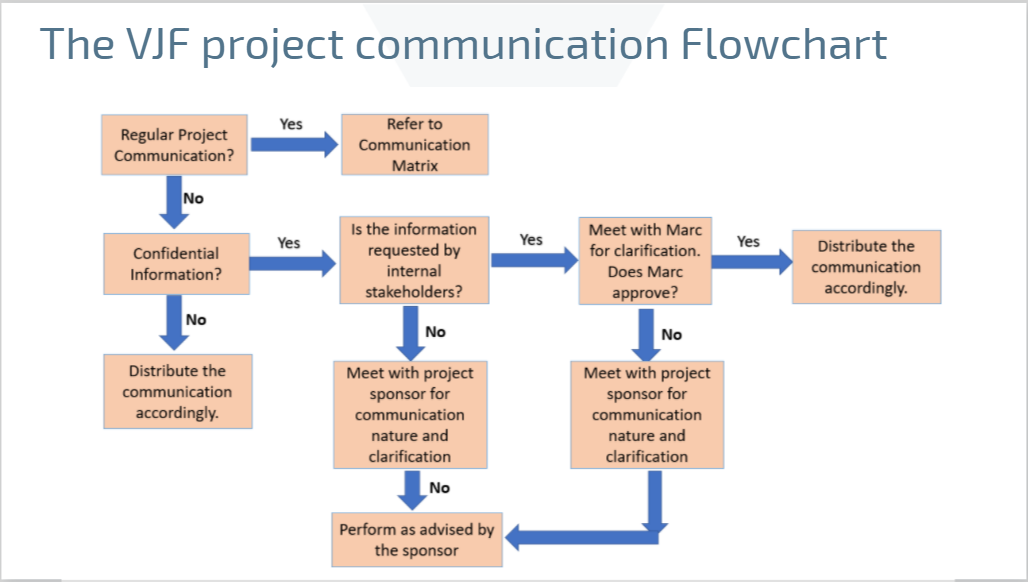 The VJF project communication Flowchart
Regular Project
Communication?
Yes
Refer to
Communication
Matrix
No
Confidential
Information?
Yes
Is the information
requested by
internal
stakeholders?
Yes
Meet with Marc
for clarification.
Does Marc
approve?
Yes
Distribute the
communication
accordingly.
No
Distribute the
communication
accordingly.
No
Meet with project
sponsor for
communication
nature and
clarification
No
Meet with project
sponsor for
communication
nature and
clarification
No
Perform as advised by
the sponsor